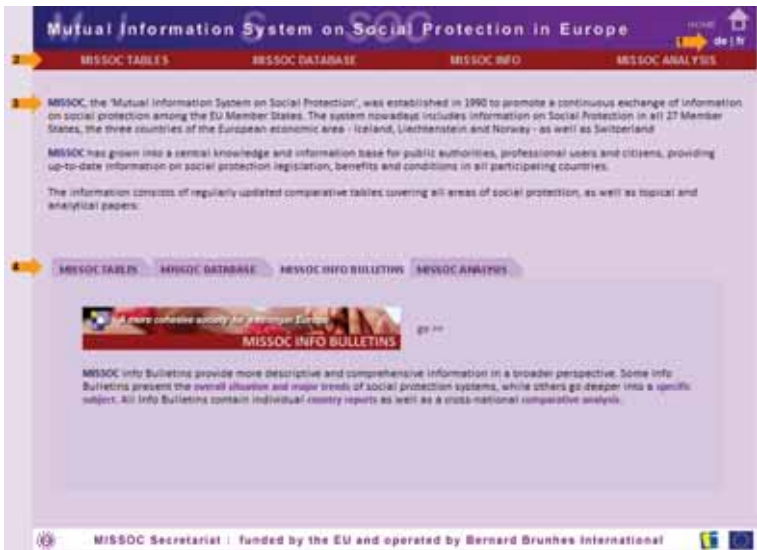 Mutual Information System on Social Protection in Europe
HOME
1
de | fr
2
MISSOC TABLES MISSOC DATABASE MISSOC INFO MISSOC ANALYSIS
3
MISSOC, the 'Mutual Information System on Social Protection', was established in 1990 to promote a continuous exchange of information
on social protection among the EU Member States. The system nowadays includes information on Social Protection in all 27 Member
States, the three countries of the European economic area - Iceland, Liechtenstein and Norway - as well as Switzerland
MISSOC has grown into a central knowledge and information base for public authorities, professional users and citizens, providing
up-to-date information on social protection legislation, benefits and conditions in all participating countries.
The information consists of regularly updated comparative tables covering all areas of social protection, as well as topical and
analytical papers:
4
MISSOC TABLES MISSOC DATABASE MISSOC INFO BULLETINS MISSOC ANALYSIS
A more cohesive society for a stronger Europe
MISSOC INFO BULLETINS
go >>
MISSOC Info Bulletins provide more descriptive and comprehensive information in a broader perspective. Some Info
Bulletins present the overall situation and major trends of social protection systems, while others go deeper into a specific
subject. All Info Bulletins contain individual country reports as well as a cross-national comparative analysis.
MISSOC Secretariat : funded by the EU and operated by Bernard Brunhes International